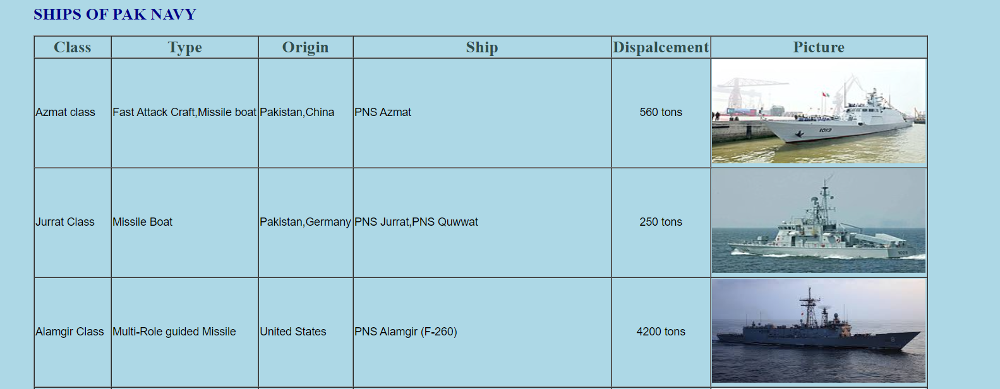 SHIPS OF PAK NAVY
Class Type Origin Ship Dispalcement Picture
Azmat class Fast Attack Craft,Missile boat Pakistan,China PNS Azmat 560 tons
1013
Jurrat Class Missile Boat Pakistan,Germany PNS Jurrat,PNS Quwwat 250 tons
Alamgir Class Multi-Role guided Missile United States PNS Alamgir (F-260) 4200 tons
8